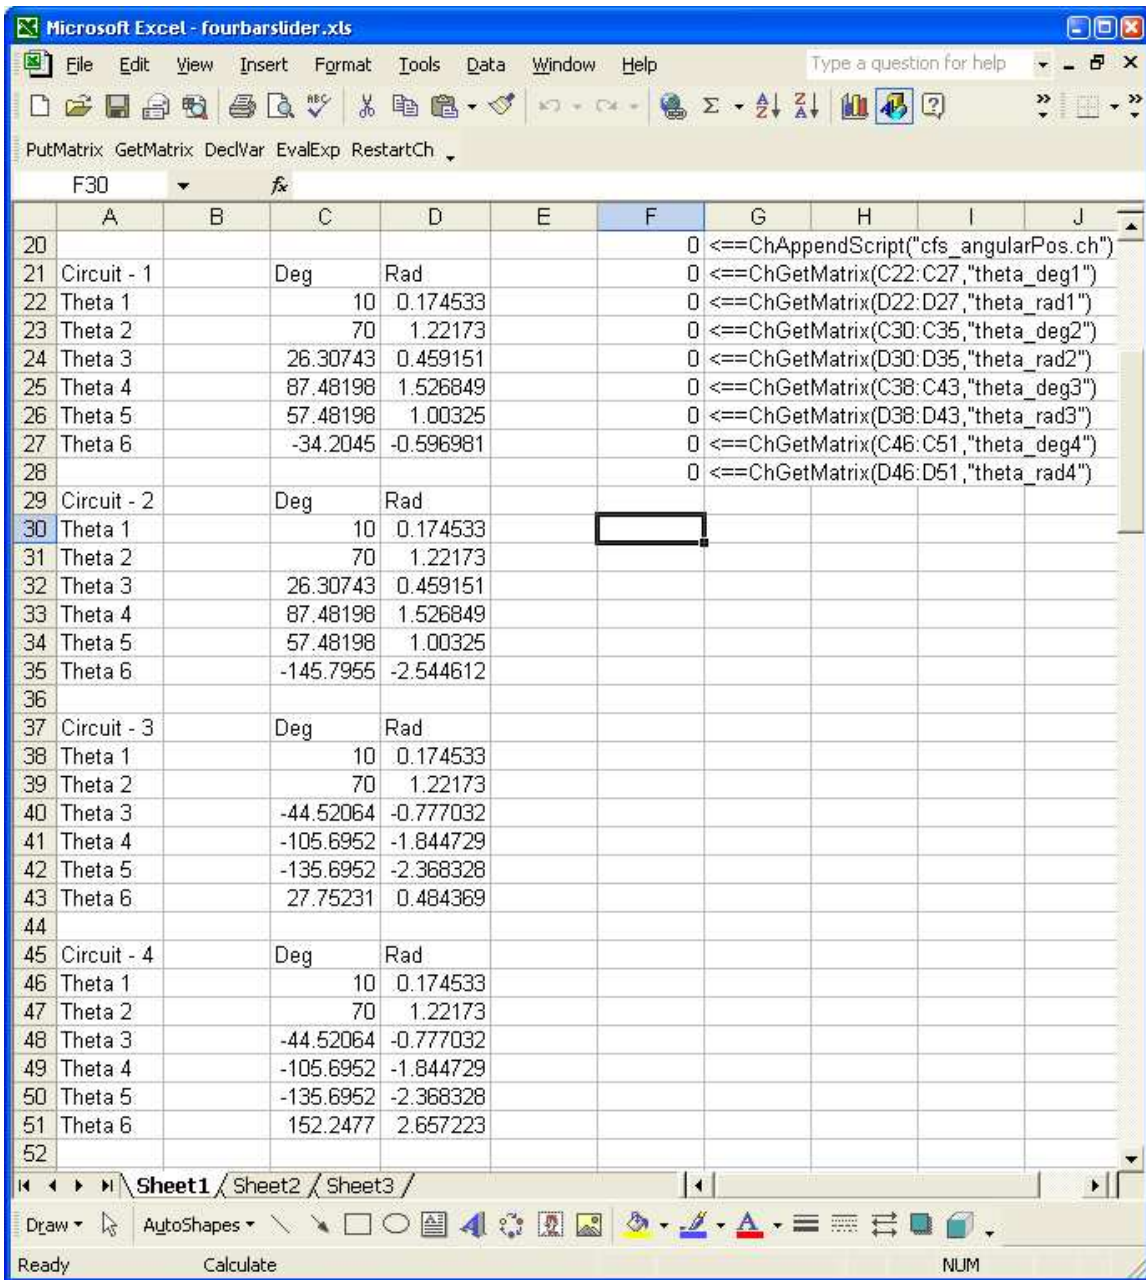 Microsoft Excel - fourbarslider.xls
File Edit View Insert Format Tools Data Window Help Type a question for help
PutMatrix GetMatrix DeclVar EvalExp RestartCh
F30 fx
A B C D E F G H I J
20 0 <==ChAppendScript("cfs_angularPos.ch")
21 Circuit - 1 Deg Rad 0 <==ChGetMatrix(C22:C27,"theta_deg1")
22 Theta 1 10 0.174533 0 <==ChGetMatrix(D22:D27,"theta_rad1")
23 Theta 2 70 1.22173 0 <==ChGetMatrix(C30:C35,"theta_deg2")
24 Theta 3 26.30743 0.459151 0 <==ChGetMatrix(D30:D35,"theta_rad2")
25 Theta 4 87.48198 1.526849 0 <==ChGetMatrix(C38:C43,"theta_deg3")
26 Theta 5 57.48198 1.00325 0 <==ChGetMatrix(D38:D43,"theta_rad3")
27 Theta 6 -34.2045 -0.596981 0 <==ChGetMatrix(C46:C51,"theta_deg4")
28 0 <==ChGetMatrix(D46:D51,"theta_rad4")
29 Circuit - 2 Deg Rad
30 Theta 1 10 0.174533
31 Theta 2 70 1.22173
32 Theta 3 26.30743 0.459151
33 Theta 4 87.48198 1.526849
34 Theta 5 57.48198 1.00325
35 Theta 6 -145.7955 -2.544612
36
37 Circuit - 3 Deg Rad
38 Theta 1 10 0.174533
39 Theta 2 70 1.22173
40 Theta 3 -44.52064 -0.777032
41 Theta 4 -105.6952 -1.844729
42 Theta 5 -135.6952 -2.368328
43 Theta 6 27.75231 0.484369
44
45 Circuit - 4 Deg Rad
46 Theta 1 10 0.174533
47 Theta 2 70 1.22173
48 Theta 3 -44.52064 -0.777032
49 Theta 4 -105.6952 -1.844729
50 Theta 5 -135.6952 -2.368328
51 Theta 6 152.2477 2.657223
52
Sheet1 Sheet2 Sheet3
Draw AutoShapes
Ready Calculate NUM